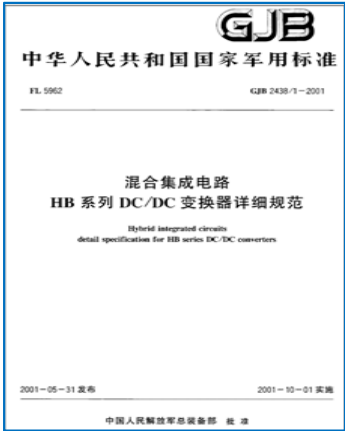 GJB
中华人民共和国国家军用标准
FL 5962
GJB 2438/1-2001
混合集成电路
HB 系列 DC/DC 变换器详细规范
Hybrid integrated circuits
detail specification for HB series DC/DC converters
2001-05-31 发布
2001-10-01 实施
中国人民解放军总装备部 批 准